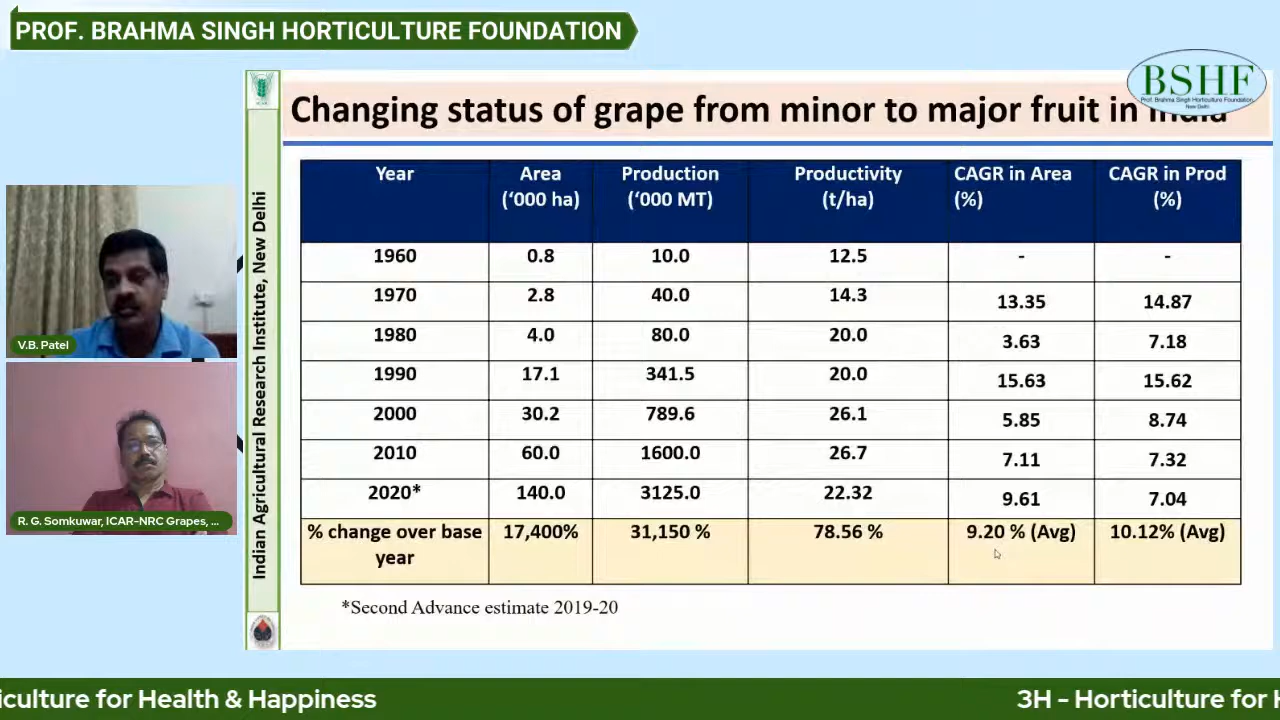 PROF. BRAHMA SINGH HORTICULTURE FOUNDATION
BSHF
Prof. Brahma Singh Horticulture Foundation
New Delhi
Changing status of grape from minor to major fruit in India
Indian Agricultural Research Institute, New Delhi
Year Area (‘000 ha) Production (‘000 MT) Productivity (t/ha) CAGR in Area (%) CAGR in Prod (%)
1960 0.8 10.0 12.5 - -
1970 2.8 40.0 14.3 13.35 14.87
1980 4.0 80.0 20.0 3.63 7.18
1990 17.1 341.5 20.0 15.63 15.62
2000 30.2 789.6 26.1 5.85 8.74
2010 60.0 1600.0 26.7 7.11 7.32
2020* 140.0 3125.0 22.32 9.61 7.04
% change over base year 17,400% 31,150 % 78.56 % 9.20 % (Avg) 10.12% (Avg)
*Second Advance estimate 2019-20
V.B. Patel
R. G. Somkuwar, ICAR-NRC Grapes, ...
iculture for Health & Happiness
3H - Horticulture for H